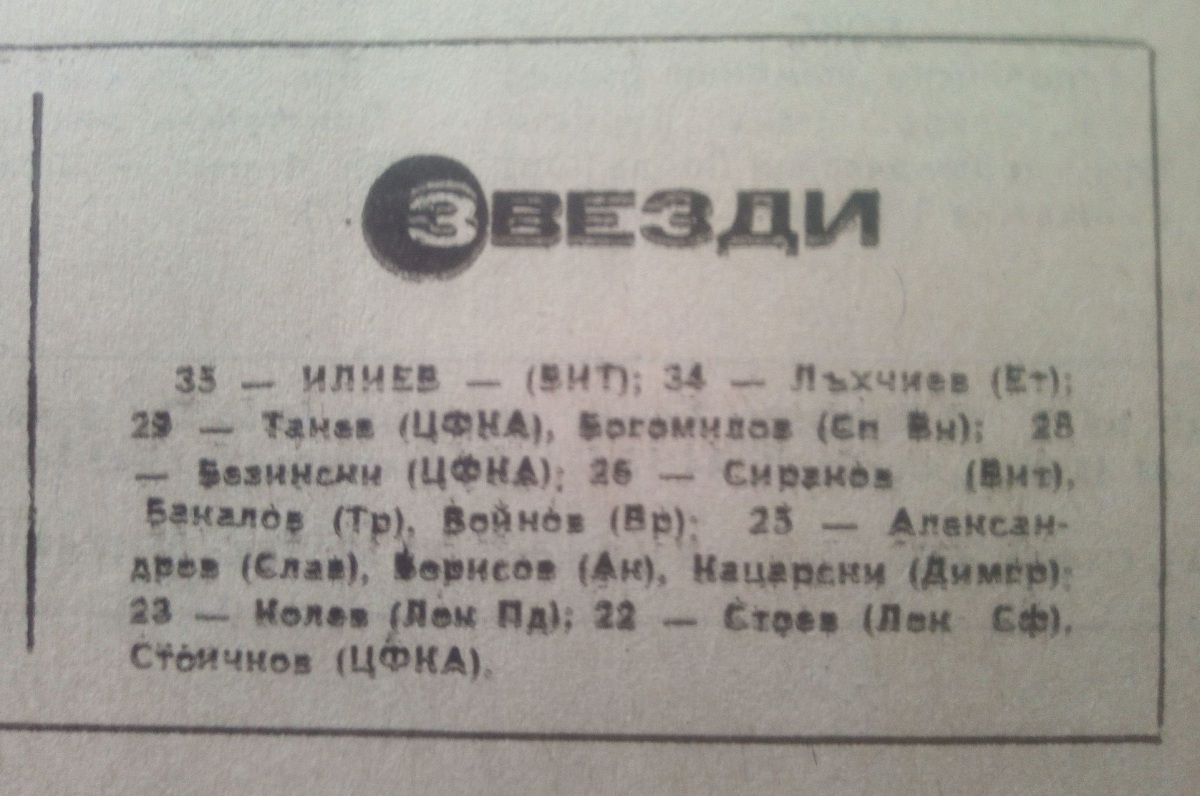 ЗВЕЗДИ
35 — ИЛИЕВ — (ВИТ); 34 — Лъхчиев (Ет);
29 — Танев (ЦФКА), Богомилов (Сп Вн); 28
— Безински (ЦФКА); 26 — Сираков (Вит),
Бакалов (Тр), Войнов (Вр); 25 — Алексан-
дров (Слав), Борисов (Ак), Кацарски (Димгр);
23 — Колев (Лок Пд); 22 — Стоев (Лок Сф),
Стоичков (ЦФКА).